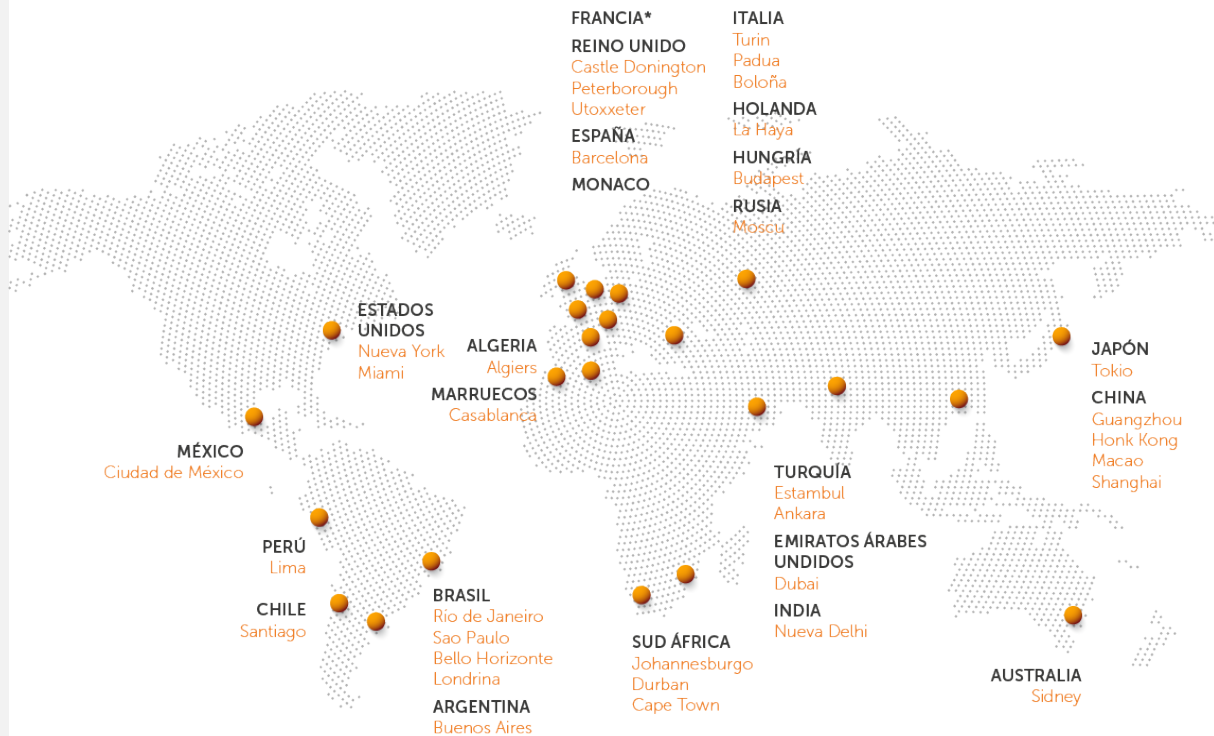 FRANCIA*
REINO UNIDO
Castle Donington
Peterborough
Utoxxeter
ESPAÑA
Barcelona
MONACO
ITALIA
Turin
Padua
Boloña
HOLANDA
La Haya
HUNGRÍA
Budapest
RUSIA
Moscu
ESTADOS
UNIDOS
Nueva York
Miami
ALGERIA
Algiers
MARRUECOS
Casablanca
MÉXICO
Ciudad de México
PERÚ
Lima
CHILE
Santiago
BRASIL
Rio de Janeiro
Sao Paulo
Bello Horizonte
Londrina
ARGENTINA
Buenos Aires
SUD ÁFRICA
Johannesburgo
Durban
Cape Town
TURQUÍA
Estambul
Ankara
EMIRATOS ÁRABES
UNDIDOS
Dubai
INDIA
Nueva Delhi
JAPÓN
Tokio
CHINA
Guangzhou
Honk Kong
Macao
Shanghai
AUSTRALIA
Sidney